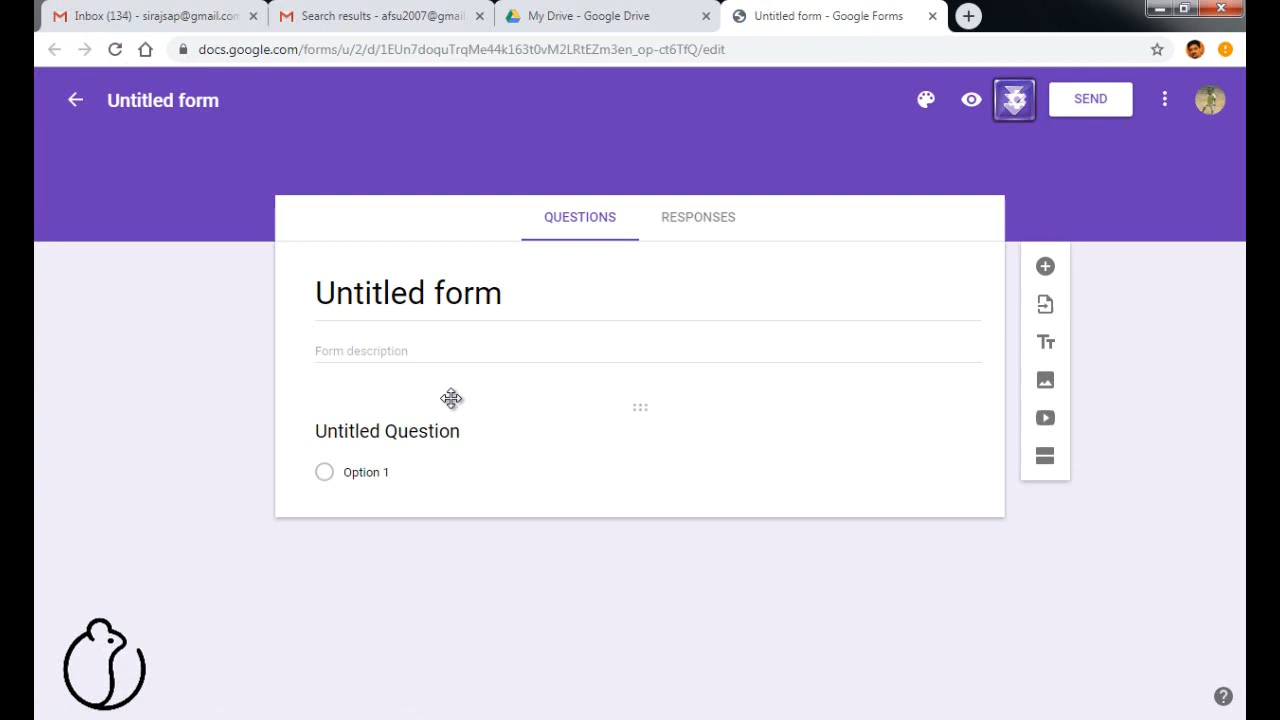 Inbox (134) - sirajsap@gmail.com
Search results - afsu2007@gmail
My Drive - Google Drive
Untitled form - Google Forms
docs.google.com/forms/u/2/d/1EUn7doquTrqMe44k163t0vM2LRtEZm3en_op-ct6TfQ/edit
Untitled form
SEND
QUESTIONS
RESPONSES
Untitled form
Form description
Untitled Question
Option 1